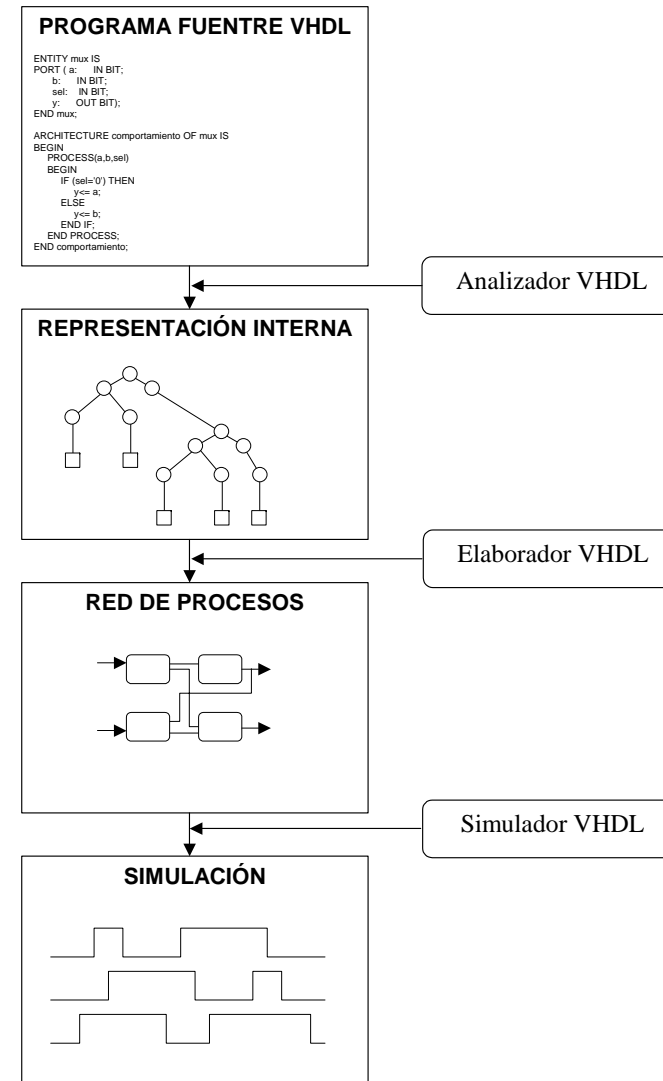 PROGRAMA FUENTRE VHDL
ENTITY mux IS
PORT ( a: IN BIT;
b: IN BIT;
sel: IN BIT;
y: OUT BIT);
END mux;
ARCHITECTURE comportamiento OF mux IS
BEGIN
PROCESS(a,b,sel)
BEGIN
IF (sel='0') THEN
y<= a;
ELSE
y<= b;
END IF;
END PROCESS;
END comportamiento;
Analizador VHDL
REPRESENTACIÓN INTERNA
Elaborador VHDL
RED DE PROCESOS
Simulador VHDL
SIMULACIÓN